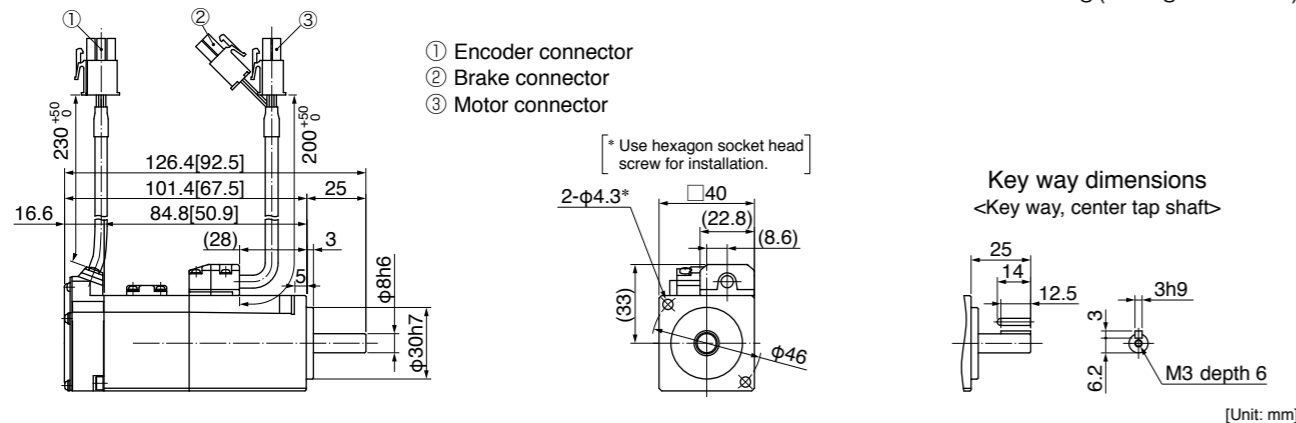 ① ② ③
① Encoder connector
② Brake connector
③ Motor connector
230 +50 0
200 +50 0
126.4[92.5]
101.4[67.5] 25
16.6 84.8[50.9]
(28) 3
5
φ8h6
φ30h7
* Use hexagon socket head
screw for installation.
2-φ4.3* □40
(22.8)
(8.6)
(33)
φ46
Key way dimensions
<Key way, center tap shaft>
25
14
12.5
3h9
3
6.2
M3 depth 6
[Unit: mm]